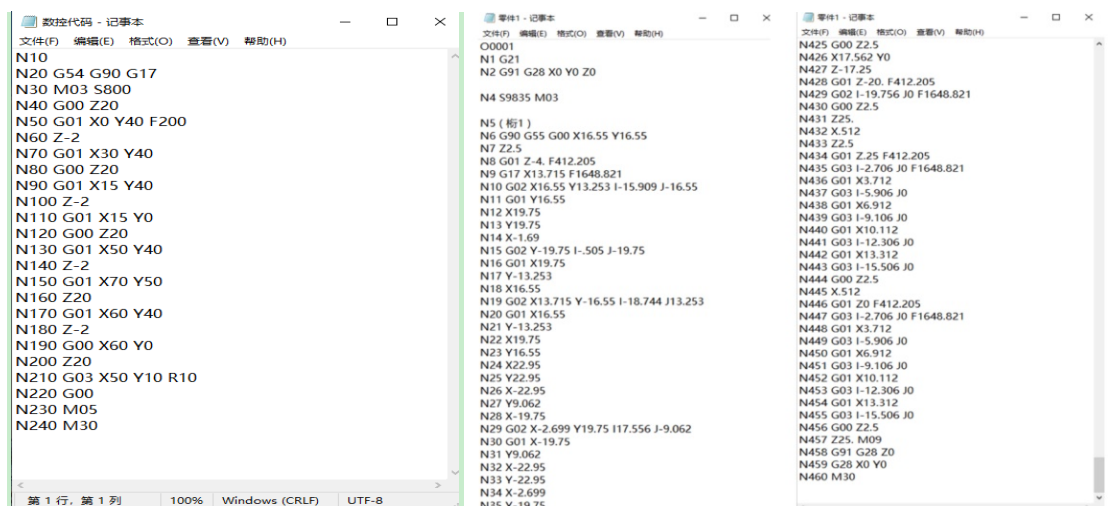 数控代码 - 记事本
文件(F) 编辑(E) 格式(O) 查看(V) 帮助(H)
N10
N20 G54 G90 G17
N30 M03 S800
N40 G00 Z20
N50 G01 X0 Y40 F200
N60 Z-2
N70 G01 X30 Y40
N80 G00 Z20
N90 G01 X15 Y40
N100 Z-2
N110 G01 X15 Y0
N120 G00 Z20
N130 G01 X50 Y40
N140 Z-2
N150 G01 X70 Y50
N160 Z20
N170 G01 X60 Y40
N180 Z-2
N190 G00 X60 Y0
N200 Z20
N210 G03 X50 Y10 R10
N220 G00
N230 M05
N240 M30
第 1 行, 第 1 列 100% Windows (CRLF) UTF-8
零件1 - 记事本
文件(F) 编辑(E) 格式(O) 查看(V) 帮助(H)
O0001
N1 G21
N2 G91 G28 X0 Y0 Z0
N4 S9835 M03
N5 ( 桁1 )
N6 G90 G55 G00 X16.55 Y16.55
N7 Z2.5
N8 G01 Z-4. F412.205
N9 G17 X13.715 F1648.821
N10 G02 X16.55 Y13.253 I-15.909 J-16.55
N11 G01 Y16.55
N12 X19.75
N13 Y19.75
N14 X-1.69
N15 G02 Y-19.75 I-.505 J-19.75
N16 G01 X19.75
N17 Y-13.253
N18 X16.55
N19 G02 X13.715 Y-16.55 I-18.744 J13.253
N20 G01 X16.55
N21 Y-13.253
N22 X19.75
N23 Y16.55
N24 X22.95
N25 Y22.95
N26 X-22.95
N27 Y9.062
N28 X-19.75
N29 G02 X-2.699 Y19.75 I17.556 J-9.062
N30 G01 X-19.75
N31 Y9.062
N32 X-22.95
N33 Y-22.95
N34 X-2.699
N35 Y-19.75
零件1 - 记事本
文件(F) 编辑(E) 格式(O) 查看(V) 帮助(H)
N425 G00 Z2.5
N426 X17.562 Y0
N427 Z-17.25
N428 G01 Z-20. F412.205
N429 G02 I-19.756 J0 F1648.821
N430 G00 Z2.5
N431 Z25.
N432 X.512
N433 Z2.5
N434 G01 Z.25 F412.205
N435 G03 I-2.706 J0 F1648.821
N436 G01 X3.712
N437 G03 I-5.906 J0
N438 G01 X6.912
N439 G03 I-9.106 J0
N440 G01 X10.112
N441 G03 I-12.306 J0
N442 G01 X13.312
N443 G03 I-15.506 J0
N444 G00 Z2.5
N445 X.512
N446 G01 Z0 F412.205
N447 G03 I-2.706 J0 F1648.821
N448 G01 X3.712
N449 G03 I-5.906 J0
N450 G01 X6.912
N451 G03 I-9.106 J0
N452 G01 X10.112
N453 G03 I-12.306 J0
N454 G01 X13.312
N455 G03 I-15.506 J0
N456 G00 Z2.5
N457 Z25. M09
N458 G91 G28 Z0
N459 G28 X0 Y0
N460 M30